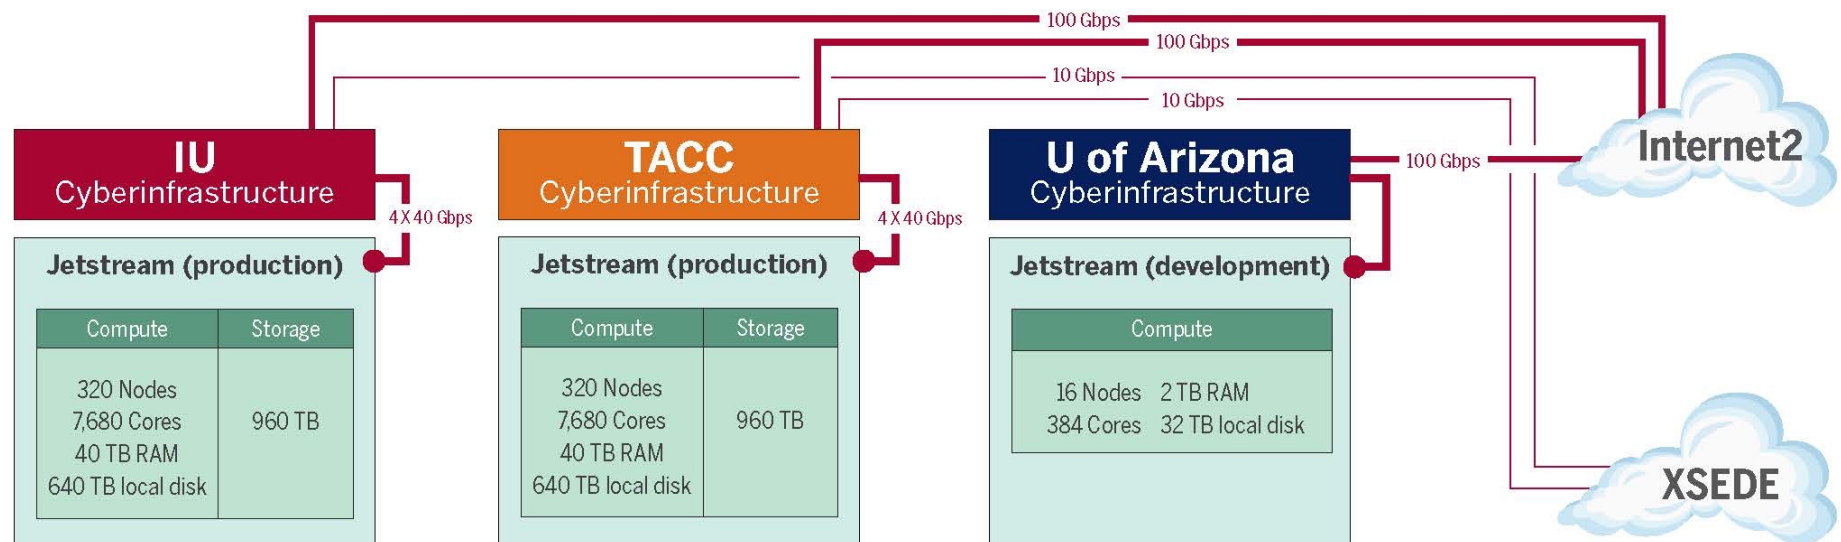 100 Gbps
100 Gbps
10 Gbps
10 Gbps
IU
Cyberinfrastructure
4 X 40 Gbps
Jetstream (production)
Compute Storage
320 Nodes
7,680 Cores
40 TB RAM
640 TB local disk
960 TB
TACC
Cyberinfrastructure
4 X 40 Gbps
Jetstream (production)
Compute Storage
320 Nodes
7,680 Cores
40 TB RAM
640 TB local disk
960 TB
U of Arizona
Cyberinfrastructure
100 Gbps
Jetstream (development)
Compute
16 Nodes 2 TB RAM
384 Cores 32 TB local disk
Internet2
XSEDE